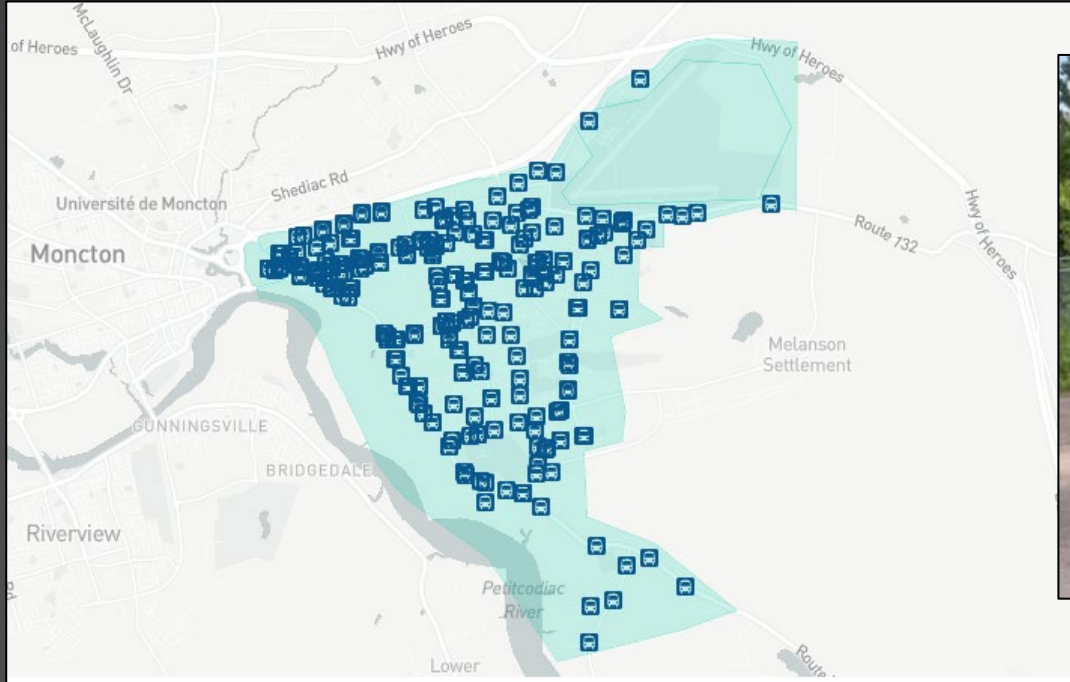 McLaughlin Dr
of Heroes
Hwy of Heroes
Hwy of Heroes
Shediac Rd
Université de Moncton
Moncton
Route 132
Hwy of Heroes
Melanson
Settlement
GUNNINGSVILLE
BRIDGEDALE
Riverview
Petitcodiac
River
Lower
Route